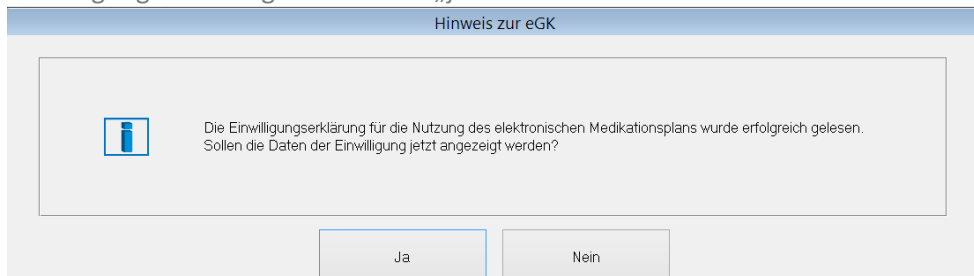 Hinweis zur eGK
Die Einwilligungserklärung für die Nutzung des elektronischen Medikationsplans wurde erfolgreich gelesen.
Sollen die Daten der Einwilligung jetzt angezeigt werden?
Ja Nein